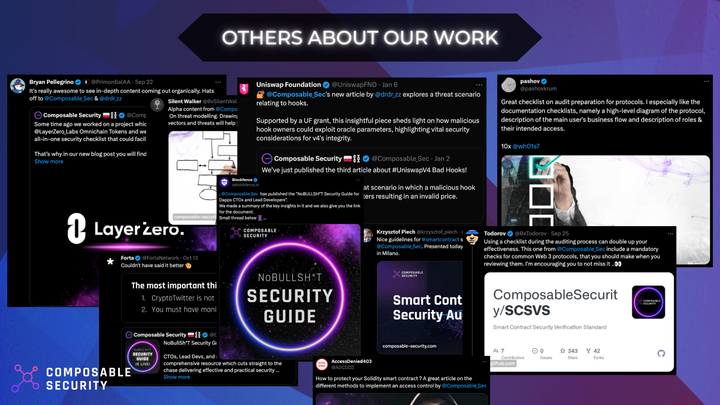 OTHERS ABOUT OUR WORK
Bryan Pellegrino @PrimordialAA · Sep 22
It's really awesome to see in-depth content coming out organically. Hats
off to @Composable_Sec & @drdr_zz
Composable Security
Some time ago we worked on a project whic
@LayerZero_Labs Omnichain Tokens and we
all-in-security checklist that could facil
That's why in our new blog post you will find
Show more
LayerZero.
Silent Walker
On threat modelling. Drawing
vectors and threats will help
Uniswap Foundation @UniswapFND · Jan 6
@Composable_Sec's new article by @drdr_zz explores a threat scenario
relating to hooks.
Supported by a UF grant, this insightful piece sheds light on how malicious
hook owners could exploit oracle parameters, highlighting vital security
considerations for v4's integrity.
Composable Security @Composable_Sec · Jan 2
We've just published the third article about #UniswapV4 Bad Hooks!
at scenario in which a malicious hook
ters resulting in an invalid price.
pashov
@pashovkrum
Great checklist on audit preparation for protocols. I especially like the
documentation checklists, namely a high-level diagram of the protocol,
description of the main user's business flow and description of roles &
their intended access.
10x @wh01s7
Blockfence
@Composable_Sec has published the "NoBULLSH*T Security Guide for
Dapps CTOs and Lead Developers".
We made a summary of the key insights in it and we also give you the link
for the document.
Small thread below
COMPOSABLE
SECURITY
NoBULLSH*T
SECURITY
GUIDE
Forta @FortaNetwork · Oct 13
Couldn't have said it better
The most important thi
1. CryptoTwitter is not
2. You must have moni
Composable Security
NoBullSh*t Security G
SECURITY
GUIDE
IS LIVE!
CTOs, Lead Devs, and
comprehensive resource which cuts straight to the
chase delivering effective and practical security ...
Show more
Krzysztof Piech @krzysztof_piech ·
Nice guidelines for #smartcontract s
@Composable_Sec. Presented today
in Milano.
Smart Cont
Security Au
composable-security.com
Todorov @0xTodorov · Sep 25
Using a checklist during the auditing process can double up your
effectiveness. This one from @Composable_Sec include a mandatory
checks for common Web 3 protocols, that you should make when
reviewing them. I'm encouraging you to not miss it ..
ComposableSecurit
y/SCSVS
Smart Contract Security Verification Standard
7 Contributors
0 Issues
343 Stars
42 Forks
AccessDenied403
How to protect your Solidity smart contract ? A great article on the
different methods to implement an access control by @Composable_Sec
COMPOSABLE
SECURITY